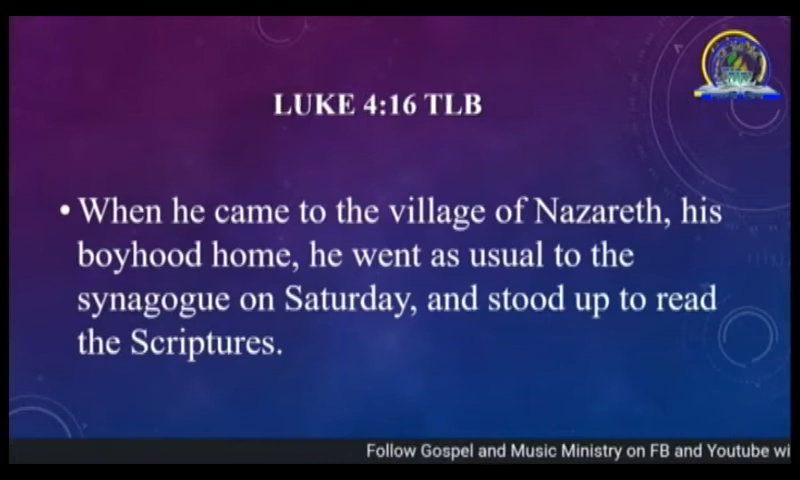 LUKE 4:16 TLB
• When he came to the village of Nazareth, his
boyhood home, he went as usual to the
synagogue on Saturday, and stood up to read
the Scriptures.
Follow Gospel and Music Ministry on FB and Youtube wi